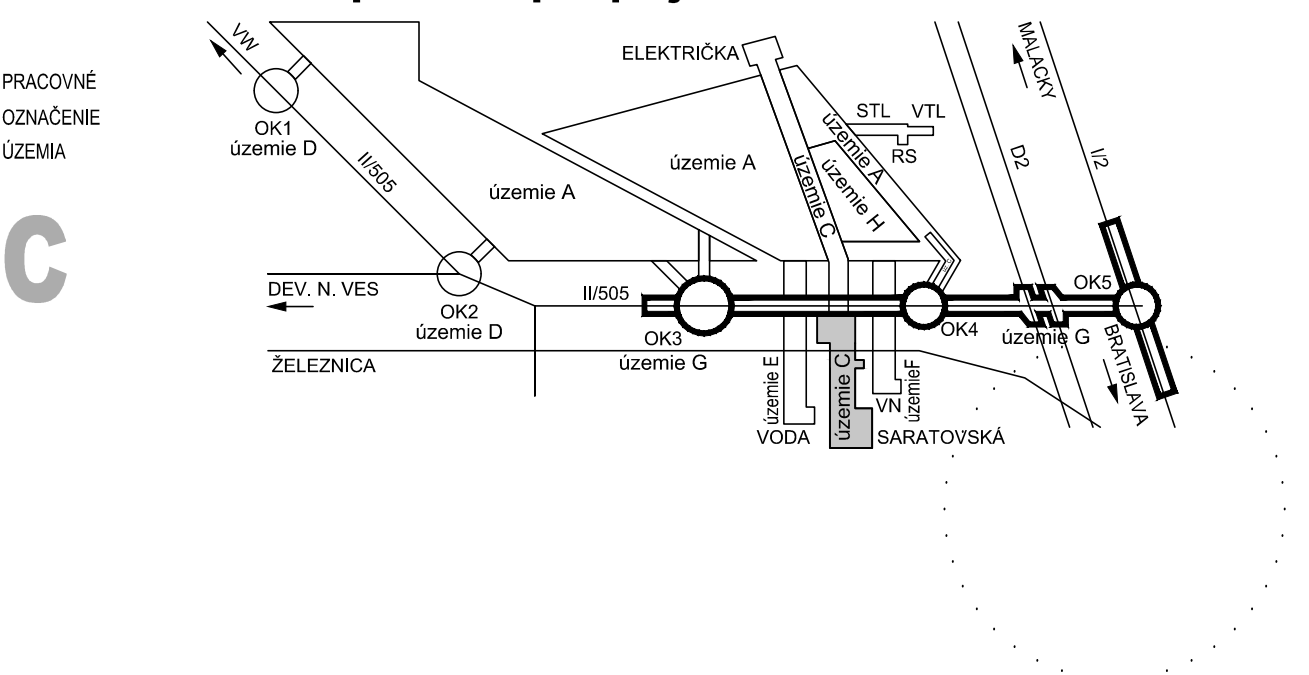 PRACOVNÉ
OZNAČENIE
ÚZEMIA
C
VW
OK1
územie D
II/505
územie A
ELEKTRIČKA
územie A
územie C
územie A
územie H
STL VTL
RS
MALACKY
D2
I/2
DEV. N. VES
OK2
územie D
II/505
OK3
územie G
ŽELEZNICA
OK4
OK5
územie G
BRATISLAVA
územie E
VODA
územie C
VN
územieF
SARATOVSKÁ